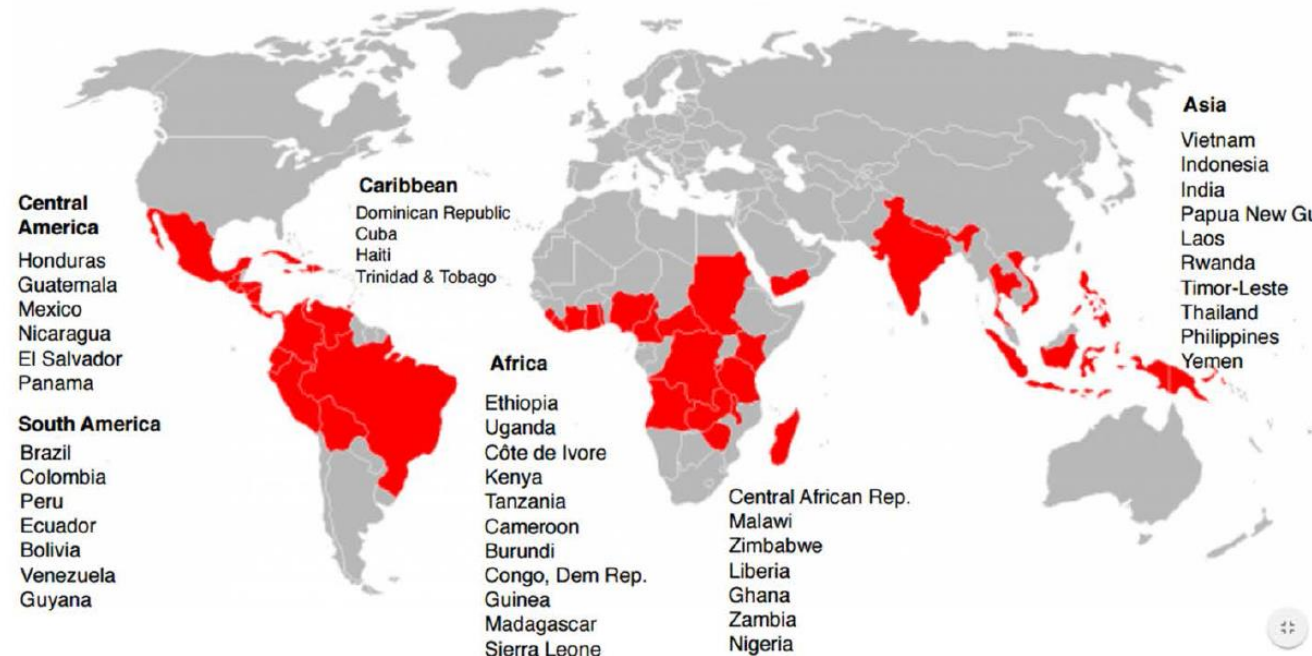 Central
America
Honduras
Guatemala
Mexico
Nicaragua
El Salvador
Panama
South America
Brazil
Colombia
Peru
Ecuador
Bolivia
Venezuela
Guyana
Caribbean
Dominican Republic
Cuba
Haiti
Trinidad & Tobago
Africa
Ethiopia
Uganda
Côte de Ivore
Kenya
Tanzania
Cameroon
Burundi
Congo, Dem Rep.
Guinea
Madagascar
Sierra Leone
Central African Rep.
Malawi
Zimbabwe
Liberia
Ghana
Zambia
Nigeria
Asia
Vietnam
Indonesia
India
Papua New Gu
Laos
Rwanda
Timor-Leste
Thailand
Philippines
Yemen